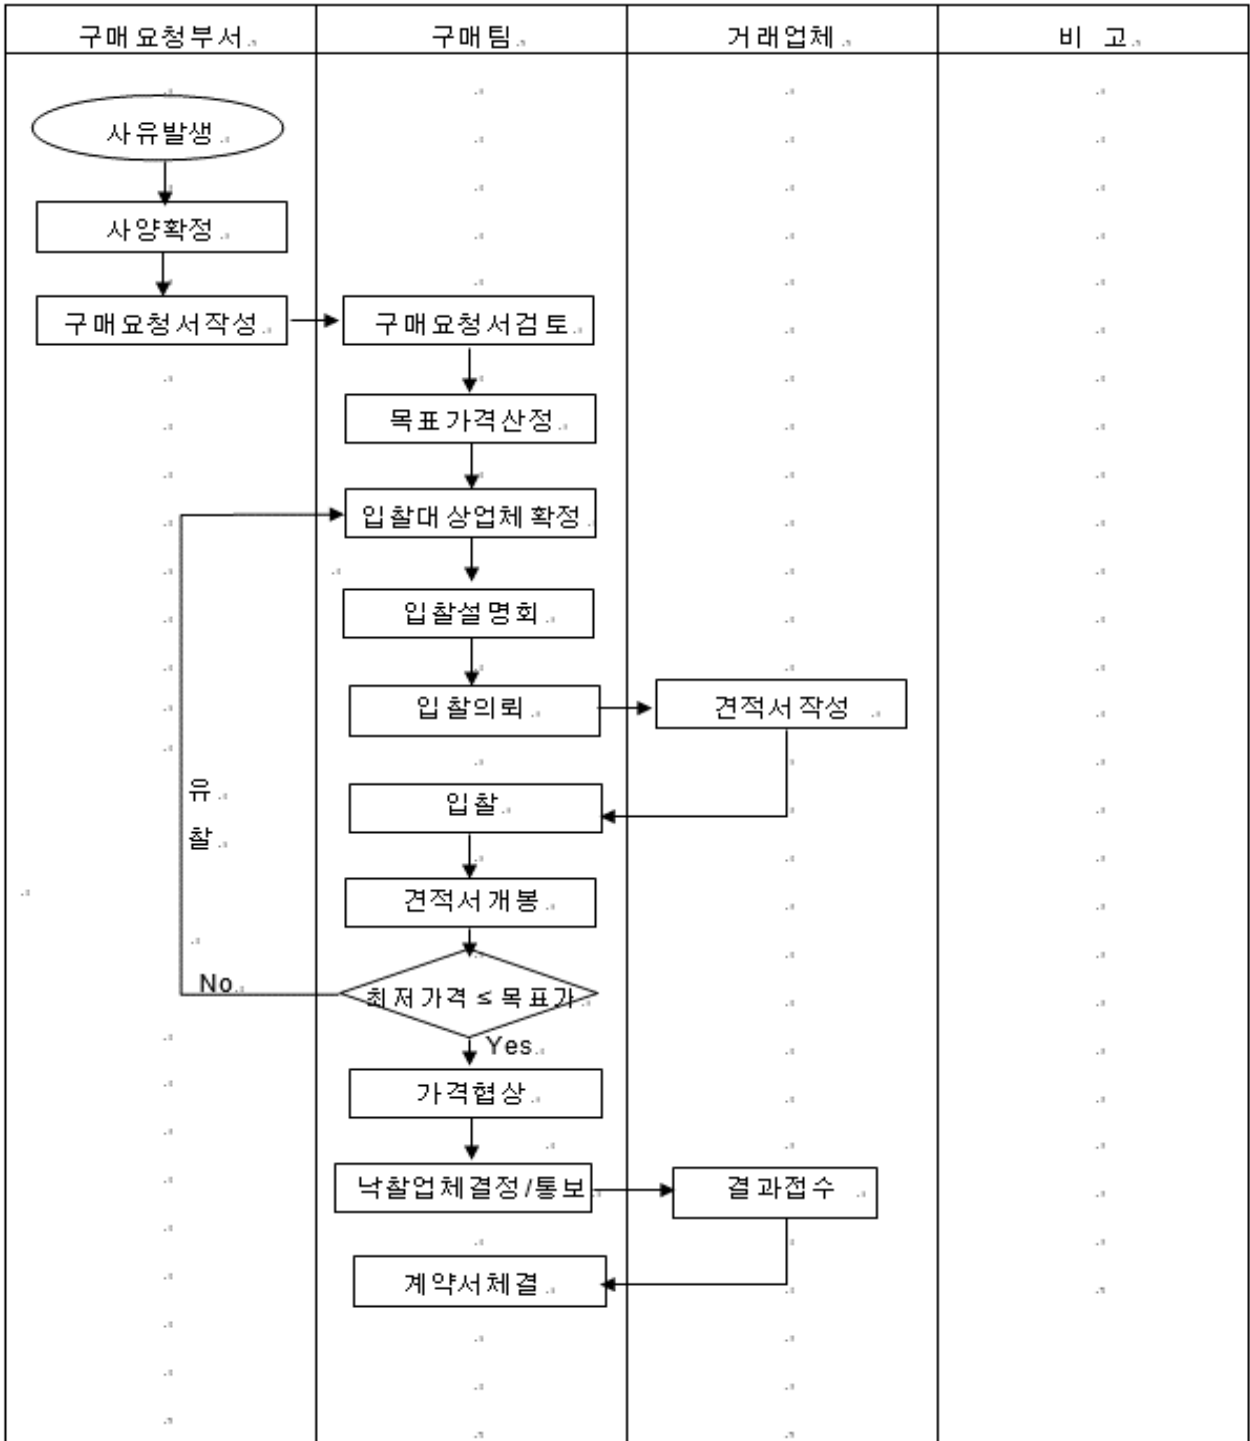 구매요청부서 구매팀 거래업체 비 고
사유발생
사양확정
구매요청서작성 구매요청서검토
목표가격산정
입찰대상업체확정
입찰설명회
입찰의뢰 견적서작성
유
찰
입찰
견적서개봉
No
최저가격 ≤ 목표가
Yes
가격협상
낙찰업체결정/통보 결과접수
계약서체결